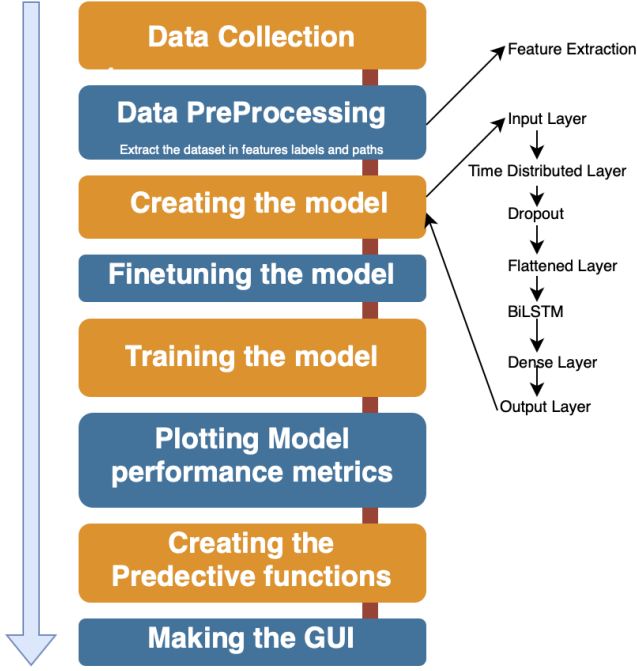 Data Collection
Data PreProcessing
Extract the dataset in features labels and paths
Creating the model
Finetuning the model
Training the model
Plotting Model
performance metrics
Creating the
Predective functions
Making the GUI
Feature Extraction
Input Layer
Time Distributed Layer
Dropout
Flattened Layer
BiLSTM
Dense Layer
Output Layer